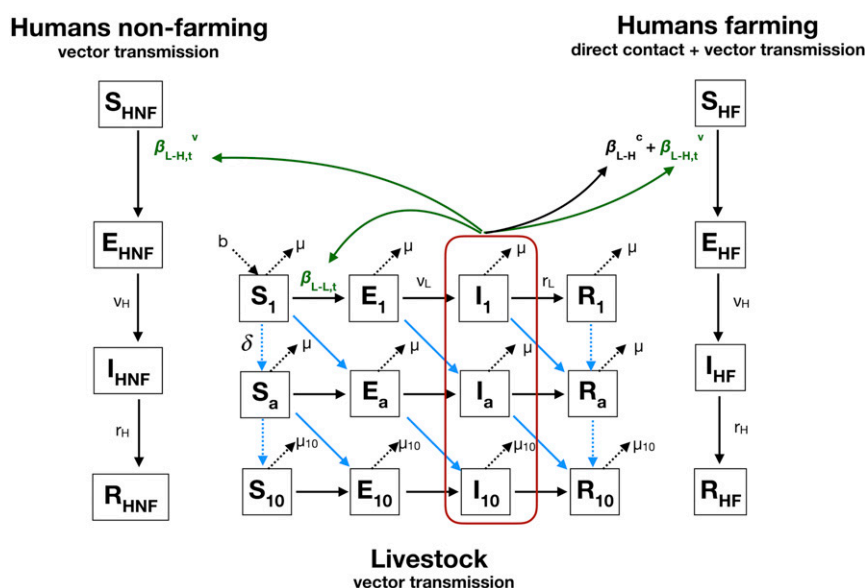 Humans non-farming
vector transmission
Humans farming
direct contact + vector transmission
S_HNF
S_HF
β_L-H,t^v
β_L-H^c + β_L-H,t^v
E_HNF
E_HF
b
μ
μ
μ
μ
β_L-L,t
v_L
r_L
S_1
E_1
I_1
R_1
v_H
v_H
δ
μ
μ
μ
μ
I_HNF
I_HF
S_a
E_a
I_a
R_a
r_H
r_H
μ_10
μ_10
μ_10
μ_10
S_10
E_10
I_10
R_10
R_HNF
R_HF
Livestock
vector transmission